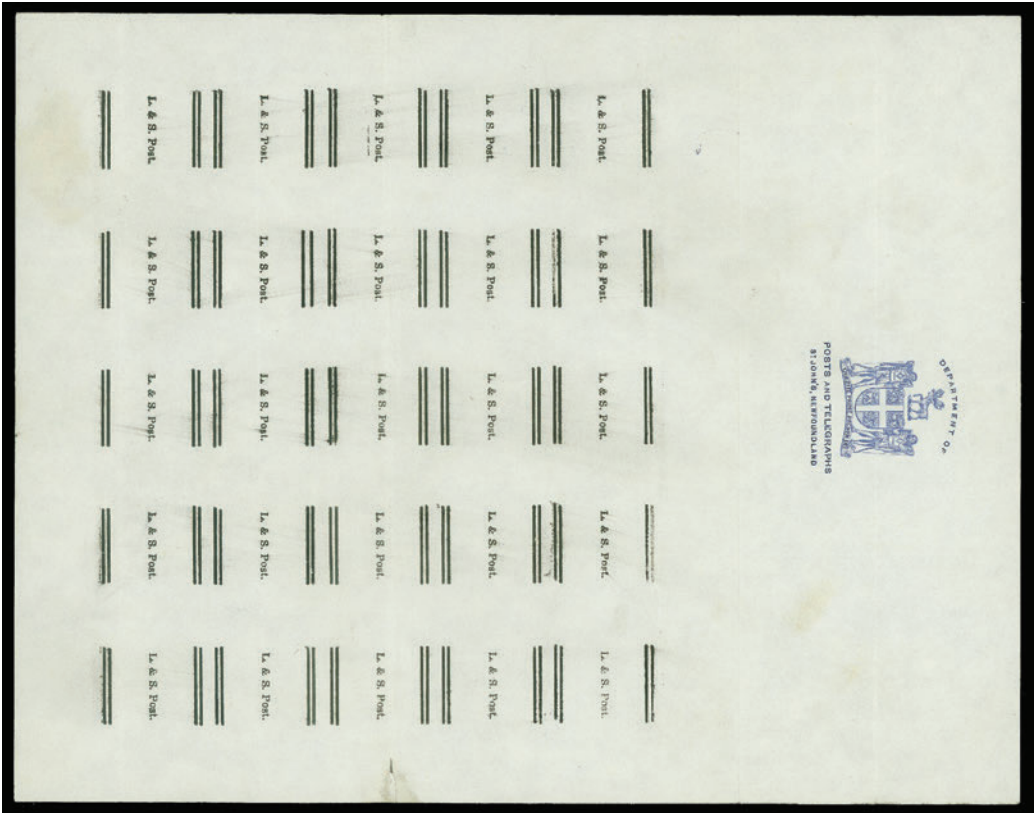 DEPARTMENT OF
POSTS AND TELEGRAPHS
ST JOHN'S, NEWFOUNDLAND
L. & S. Post. L. & S. Post. L. & S. Post. L. & S. Post. L. & S. Post.
L. & S. Post. L. & S. Post. L. & S. Post. L. & S. Post. L. & S. Post.
L. & S. Post. L. & S. Post. L. & S. Post. L. & S. Post. L. & S. Post.
L. & S. Post. L. & S. Post. L. & S. Post. L. & S. Post. L. & S. Post.
L. & S. Post. L. & S. Post. L. & S. Post. L. & S. Post. L. & S. Post.